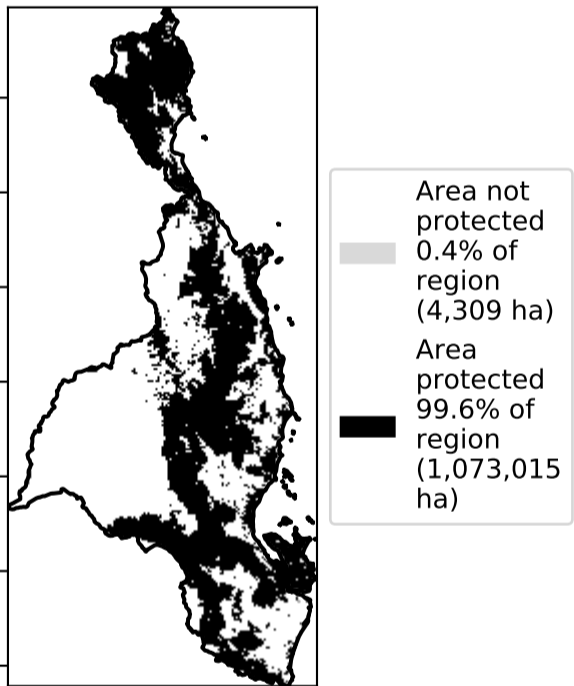 Area not
protected
0.4% of
region
(4,309 ha)
Area
protected
99.6% of
region
(1,073,015
ha)